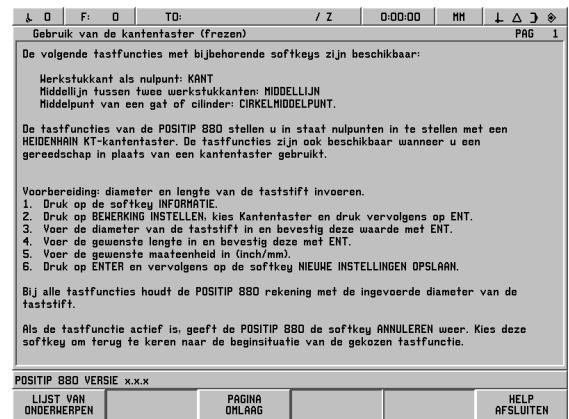 0 F: 0 T0: / Z 0:00:00 MM
Gebruik van de kantentaster (frezen) PAG 1
De volgende tastfuncties met bijbehorende softkeys zijn beschikbaar:
Werkstukkant als nulpunt: KANT
Middellijn tussen twee werkstukkanten: MIDDELLIJN
Middelpunt van een gat of cilinder: CIRKELMIDDELPUNT.
De tastfuncties van de POSITIP 880 stellen u in staat nulpunten in te stellen met een
HEIDENHAIN KT-kantentaster. De tastfuncties zijn ook beschikbaar wanneer u een
gereedschap in plaats van een kantentaster gebruikt.
Voorbereiding: diameter en lengte van de taststift invoeren.
1. Druk op de softkey INFORMATIE.
2. Druk op BEWERKING INSTELLEN, kies Kantentaster en druk vervolgens op ENT.
3. Voer de diameter van de taststift in en bevestig deze waarde met ENT.
4. Voer de gewenste lengte in en bevestig deze met ENT.
5. Voer de gewenste maateenheid in (inch/mm).
6. Druk op ENTER en vervolgens op de softkey NIEUWE INSTELLINGEN OPSLAAN.
Bij alle tastfuncties houdt de POSITIP 880 rekening met de ingevoerde diameter van de
taststift.
Als de tastfunctie actief is, geeft de POSITIP 880 de softkey ANNULEREN weer. Kies deze
softkey om terug te keren naar de beginsituatie van de gekozen tastfunctie.
POSITIP 880 VERSIE x.x.x
LIJST VAN
ONDERWERPEN
PAGINA
OMLAAG
HELP
AFSLUITEN